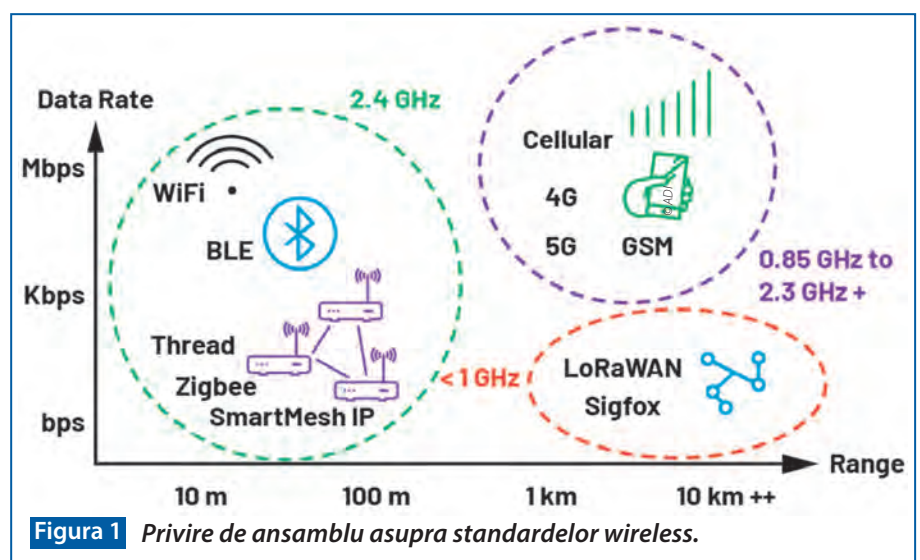 Data Rate
2.4 GHz
Mbps
WiFi
BLE
Kbps
Thread
Zigbee
SmartMesh IP
bps
Cellular
4G
5G
GSM
©ADI
0.85 GHz to
2.3 GHz +
< 1 GHz
LoRaWAN
Sigfox
Range
10 m
100 m
1 km
10 km ++
Figura 1 Privire de ansamblu asupra standardelor wireless.